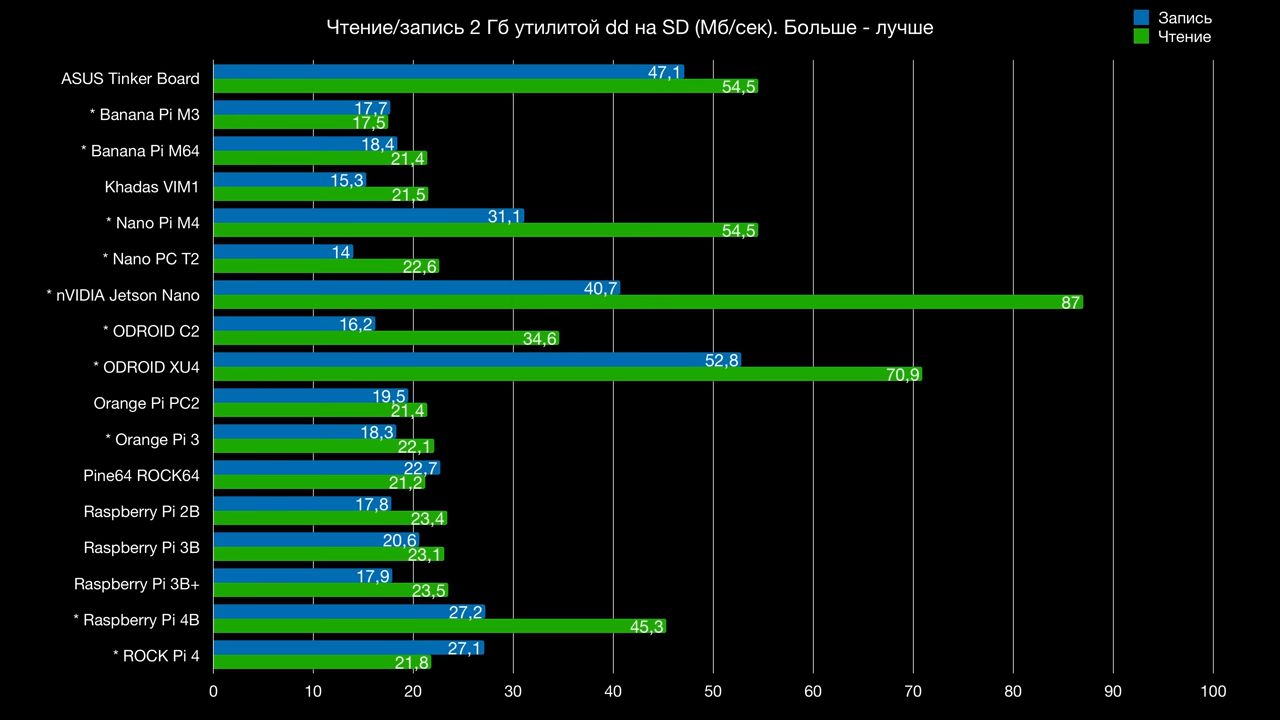 Чтение/запись 2 Гб утилитой dd на SD (Мб/сек). Больше - лучше
Запись
Чтение
ASUS Tinker Board
47,1
54,5
* Banana Pi M3
17,7
17,5
* Banana Pi M64
18,4
21,4
Khadas VIM1
15,3
21,5
* Nano Pi M4
31,1
54,5
* Nano PC T2
14
22,6
* nVIDIA Jetson Nano
40,7
87
* ODROID C2
16,2
34,6
* ODROID XU4
52,8
70,9
Orange Pi PC2
19,5
21,4
* Orange Pi 3
18,3
22,1
Pine64 ROCK64
22,7
21,2
Raspberry Pi 2B
17,8
23,4
Raspberry Pi 3B
20,6
23,1
Raspberry Pi 3B+
17,9
23,5
* Raspberry Pi 4B
27,2
45,3
* ROCK Pi 4
27,1
21,8
0 10 20 30 40 50 60 70 80 90 100